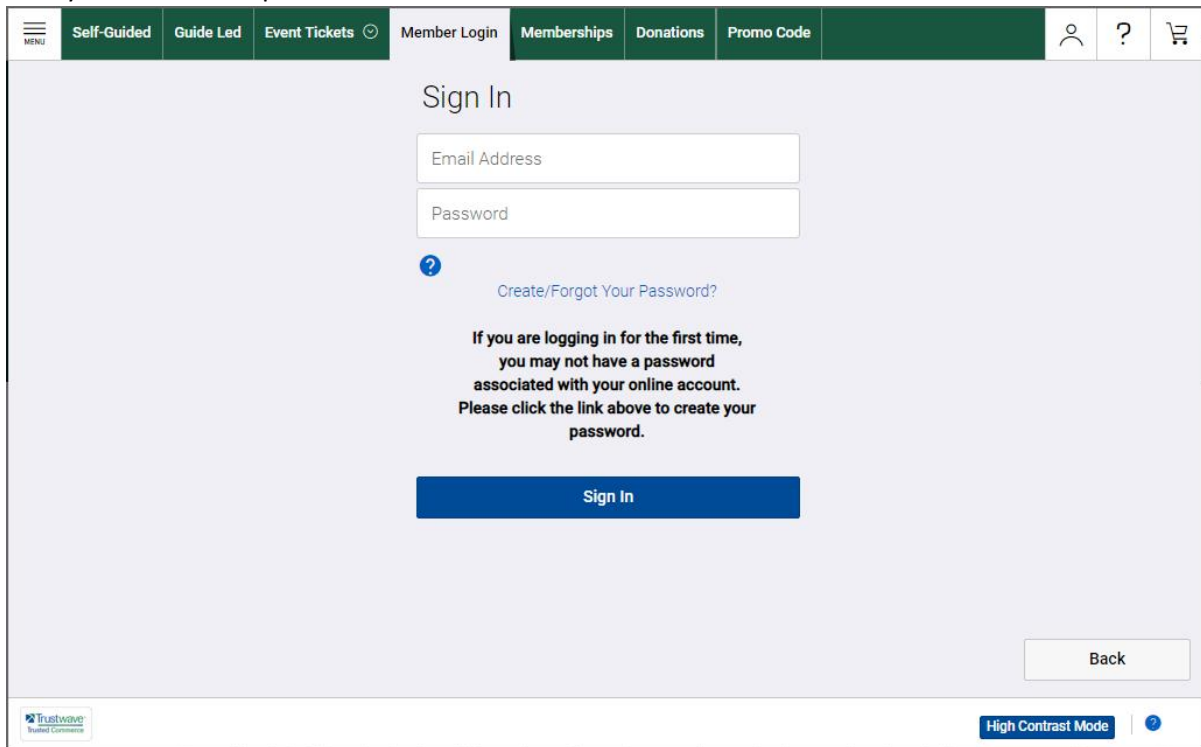 MENU
Self-Guided
Guide Led
Event Tickets
Member Login
Memberships
Donations
Promo Code
?
Sign In
Email Address
Password
?
Create/Forgot Your Password?
If you are logging in for the first time,
you may not have a password
associated with your online account.
Please click the link above to create your
password.
Sign In
Back
Trustwave
Trusted Commerce
High Contrast Mode
?